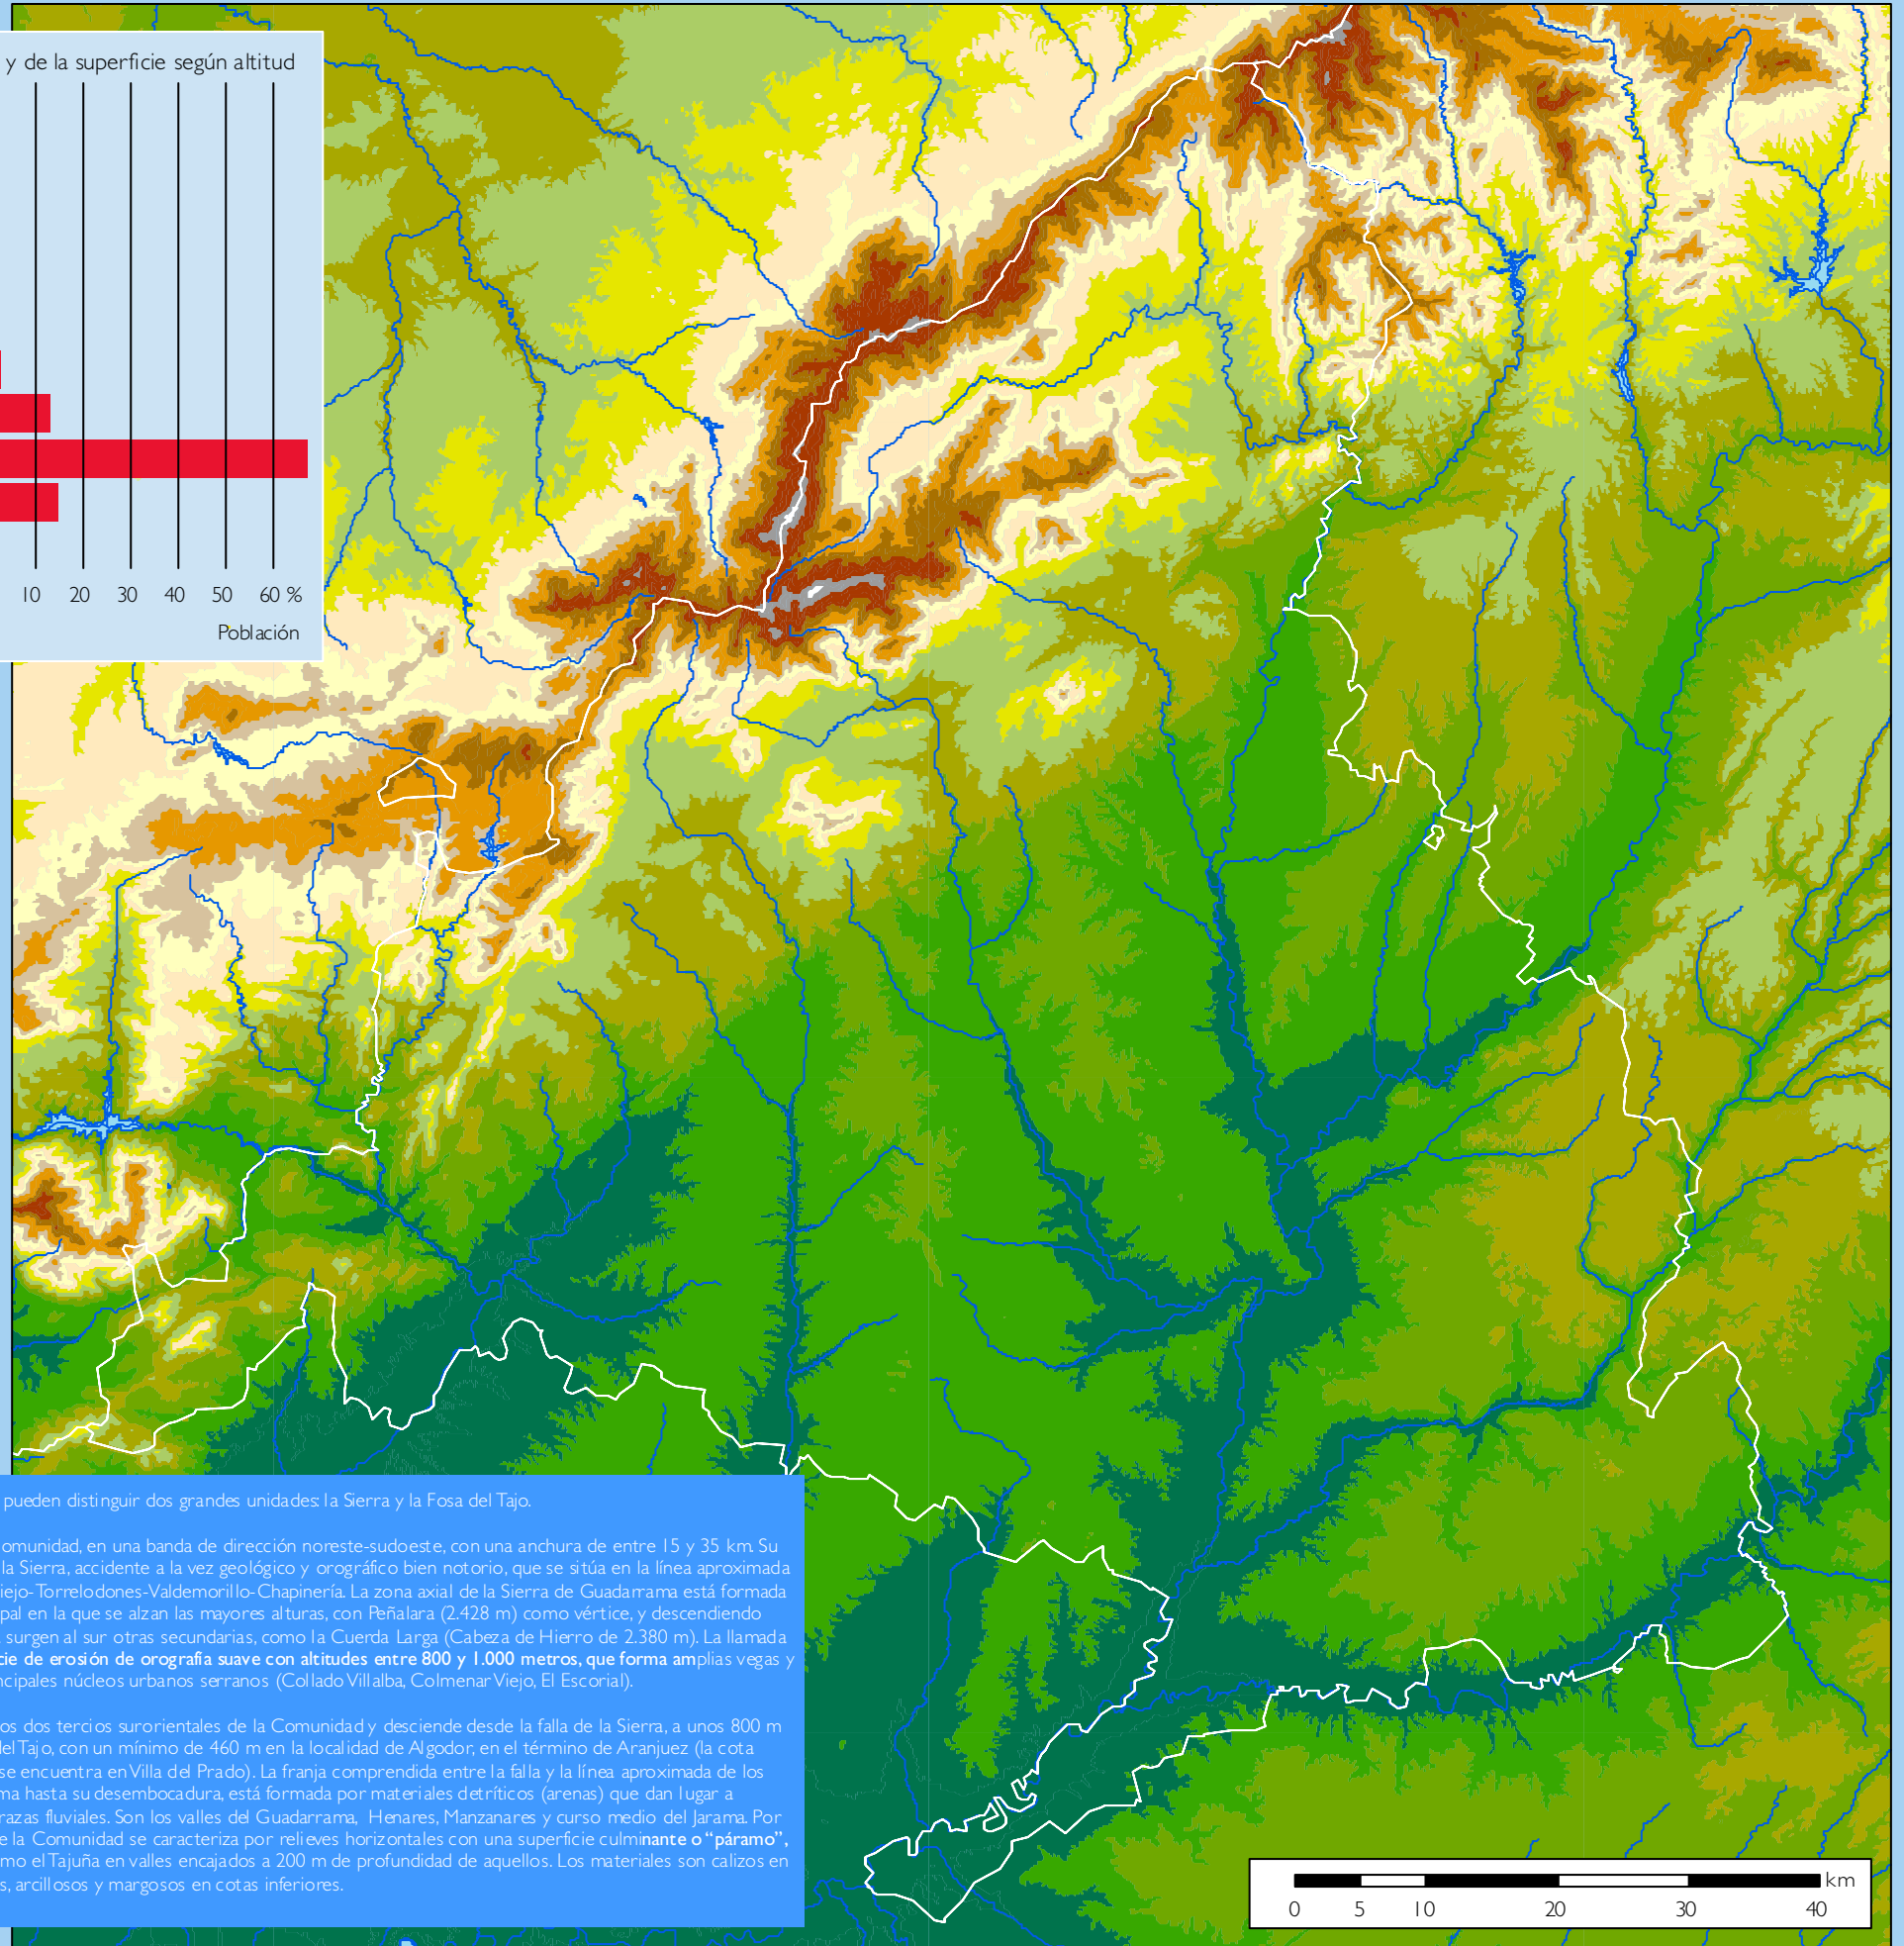 y de la superficie según altitud
10 20 30 40 50 60 %
Población
pueden distinguir dos grandes unidades: la Sierra y la Fosa del Tajo.
omunidad, en una banda de dirección noreste-sudoeste, con una anchura de entre 15 y 35 km. Su
la Sierra, accidente a la vez geológico y orográfico bien notorio, que se sitúa en la línea aproximada
iejo-Torrelodones-Valdemorillo-Chapinería. La zona axial de la Sierra de Guadarrama está formada
pal en la que se alzan las mayores alturas, con Peñalara (2.428 m) como vértice, y descendiendo
surgen al sur otras secundarias, como la Cuerda Larga (Cabeza de Hierro de 2.380 m). La llamada
cie de erosión de orografía suave con altitudes entre 800 y 1.000 metros, que forma amplias vegas y
ncipales núcleos urbanos serranos (Collado Villalba, Colmenar Viejo, El Escorial).
os dos tercios surorientales de la Comunidad y desciende desde la falla de la Sierra, a unos 800 m
del Tajo, con un mínimo de 460 m en la localidad de Algodor, en el término de Aranjuez (la cota
se encuentra en Villa del Prado). La franja comprendida entre la falla y la línea aproximada de los
ma hasta su desembocadura, está formada por materiales detríticos (arenas) que dan lugar a
razas fluviales. Son los valles del Guadarrama, Henares, Manzanares y curso medio del Jarama. Por
e la Comunidad se caracteriza por relieves horizontales con una superficie culminante o “páramo”,
mo el Tajuña en valles encajados a 200 m de profundidad de aquellos. Los materiales son calizos en
s, arcillosos y margosos en cotas inferiores.
km
0 5 10 20 30 40